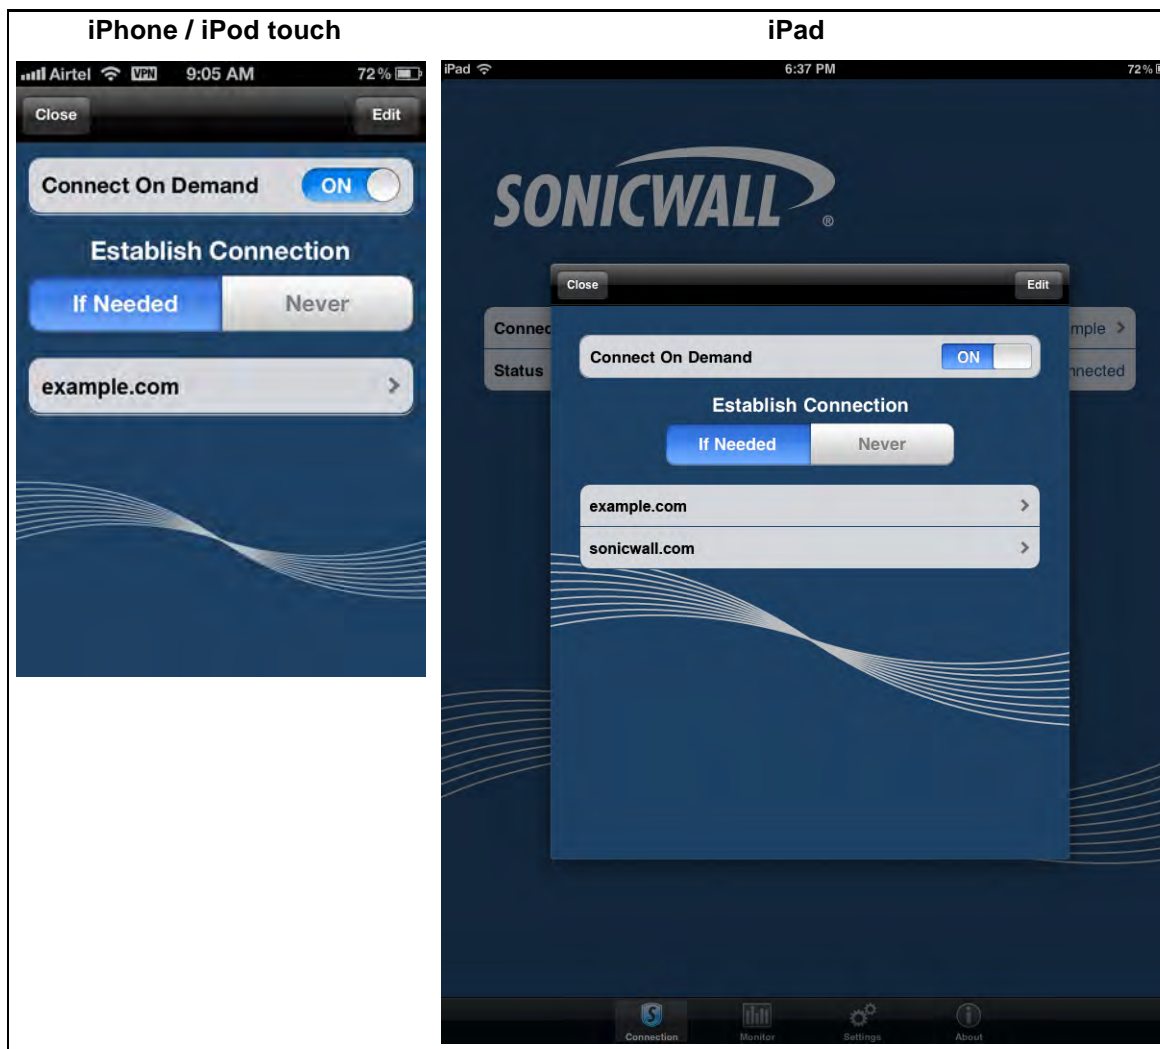 iPhone / iPod touch
iPad
Airtel VPN 9:05 AM 72%
Close Edit
Connect On Demand ON
Establish Connection
If Needed Never
example.com
iPad 6:37 PM 72%
SONICWALL®
Close Edit
Connec mple
Status nnected
Connect On Demand ON
Establish Connection
If Needed Never
example.com
sonicwall.com
Connection Monitor Settings About